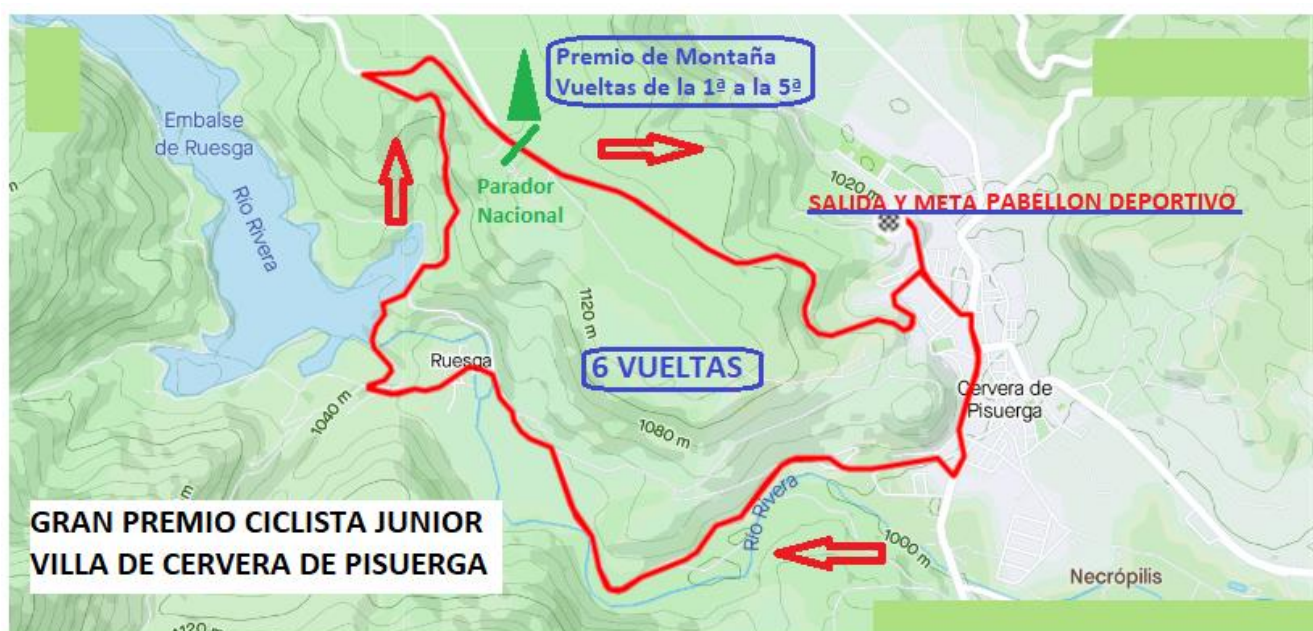 Premio de Montaña
Vueltas de la 1ª a la 5ª
Embalse
de Ruesga
Río Rivera
Parador
Nacional
1020 m
SALIDA Y META PABELLON DEPORTIVO
1120 m
6 VUELTAS
Ruesga
Cervera de
Pisuerga
1040 m
1080 m
Río Rivera
1000 m
GRAN PREMIO CICLISTA JUNIOR
VILLA DE CERVERA DE PISUERGA
Necrópilis
1120 m